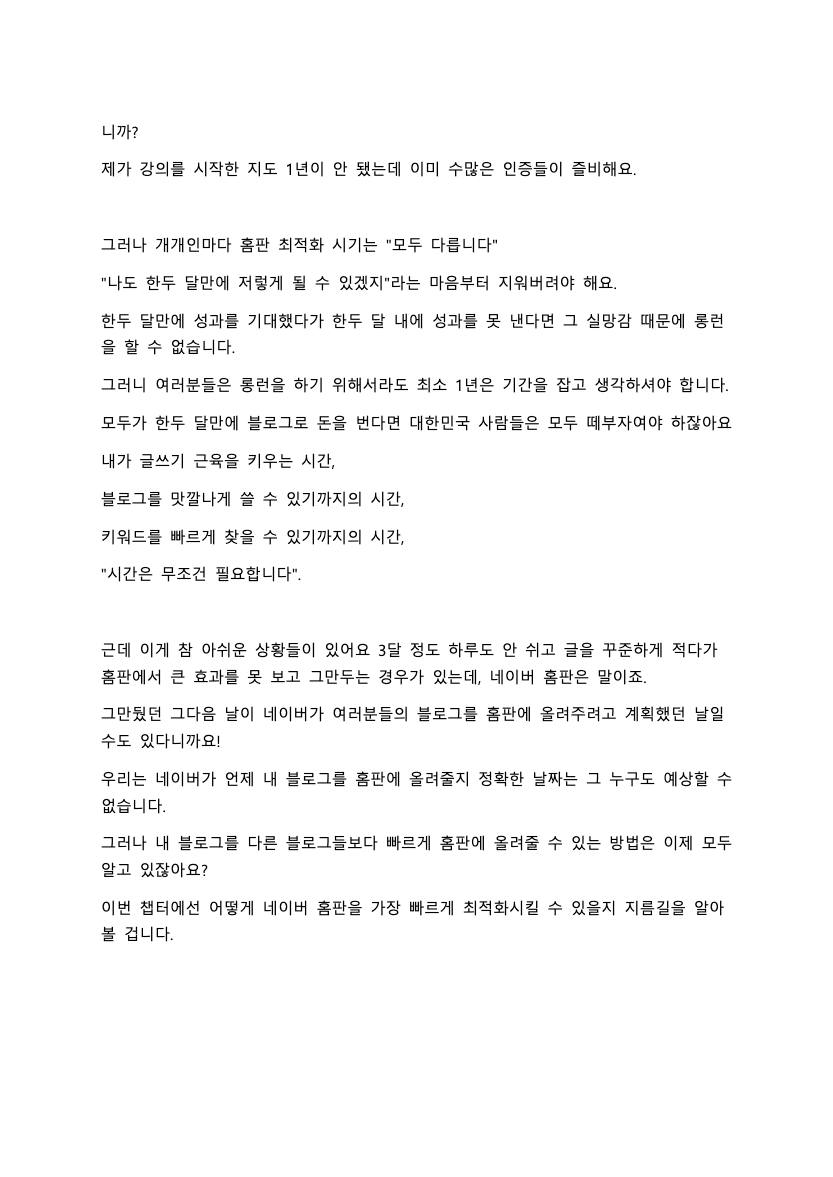 니까?
제가 강의를 시작한 지도 1년이 안 됐는데 이미 수많은 인증들이 즐비해요.
그러나 개개인마다 홈판 최적화 시기는 "모두 다릅니다"
"나도 한두 달만에 저렇게 될 수 있겠지"라는 마음부터 지워버려야 해요.
한두 달만에 성과를 기대했다가 한두 달 내에 성과를 못 낸다면 그 실망감 때문에 롱런
을 할 수 없습니다.
그러니 여러분들은 롱런을 하기 위해서라도 최소 1년은 기간을 잡고 생각하셔야 합니다.
모두가 한두 달만에 블로그로 돈을 번다면 대한민국 사람들은 모두 떼부자여야 하잖아요
내가 글쓰기 근육을 키우는 시간,
블로그를 맛깔나게 쓸 수 있기까지의 시간,
키워드를 빠르게 찾을 수 있기까지의 시간,
"시간은 무조건 필요합니다".
근데 이게 참 아쉬운 상황들이 있어요 3달 정도 하루도 안 쉬고 글을 꾸준하게 적다가
홈판에서 큰 효과를 못 보고 그만두는 경우가 있는데, 네이버 홈판은 말이죠.
그만뒀던 그다음 날이 네이버가 여러분들의 블로그를 홈판에 올려주려고 계획했던 날일
수도 있다니까요!
우리는 네이버가 언제 내 블로그를 홈판에 올려줄지 정확한 날짜는 그 누구도 예상할 수
없습니다.
그러나 내 블로그를 다른 블로그들보다 빠르게 홈판에 올려줄 수 있는 방법은 이제 모두
알고 있잖아요?
이번 챕터에선 어떻게 네이버 홈판을 가장 빠르게 최적화시킬 수 있을지 지름길을 알아
볼 겁니다.